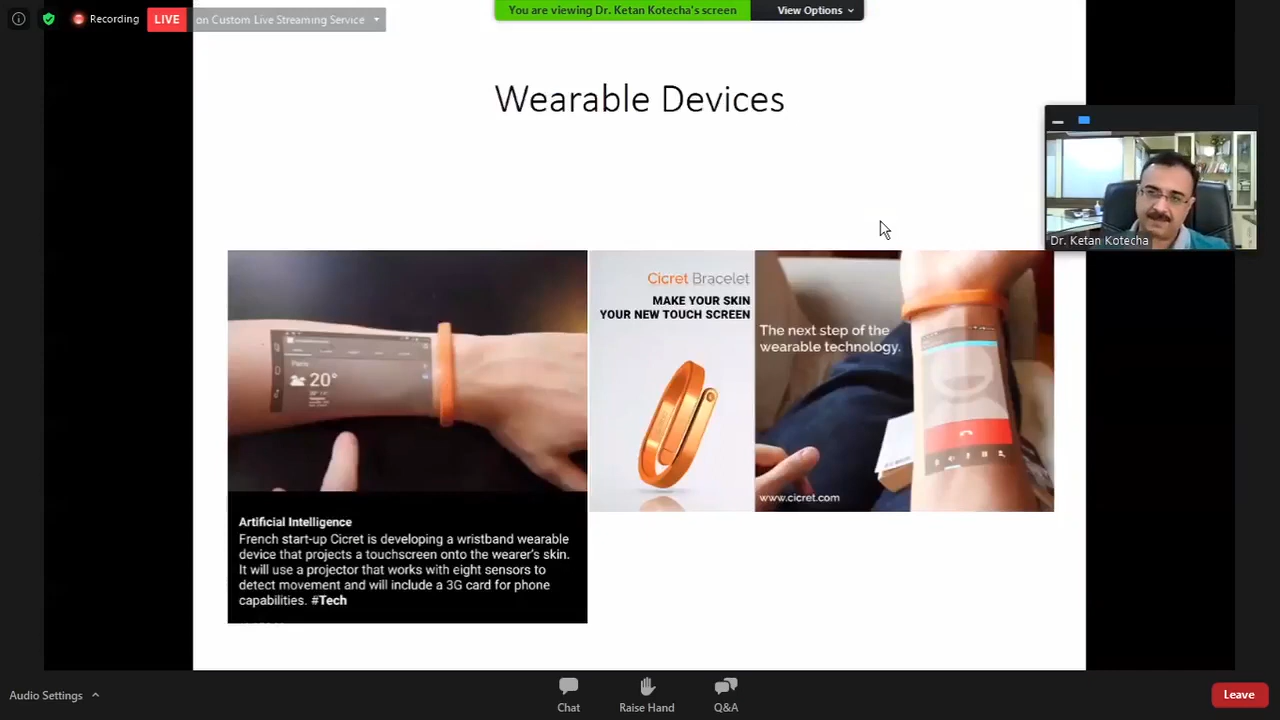 Recording
LIVE
on Custom Live Streaming Service
You are viewing Dr. Ketan Kotecha's screen
View Options
Wearable Devices
Dr. Ketan Kotecha
Paris
20°
Cicret Bracelet
MAKE YOUR SKIN
YOUR NEW TOUCH SCREEN
The next step of the
wearable technology.
www.cicret.com
Artificial Intelligence
French start-up Cicret is developing a wristband wearable
device that projects a touchscreen onto the wearer's skin.
It will use a projector that works with eight sensors to
detect movement and will include a 3G card for phone
capabilities. #Tech
Audio Settings
Chat
Raise Hand
Q&A
Leave